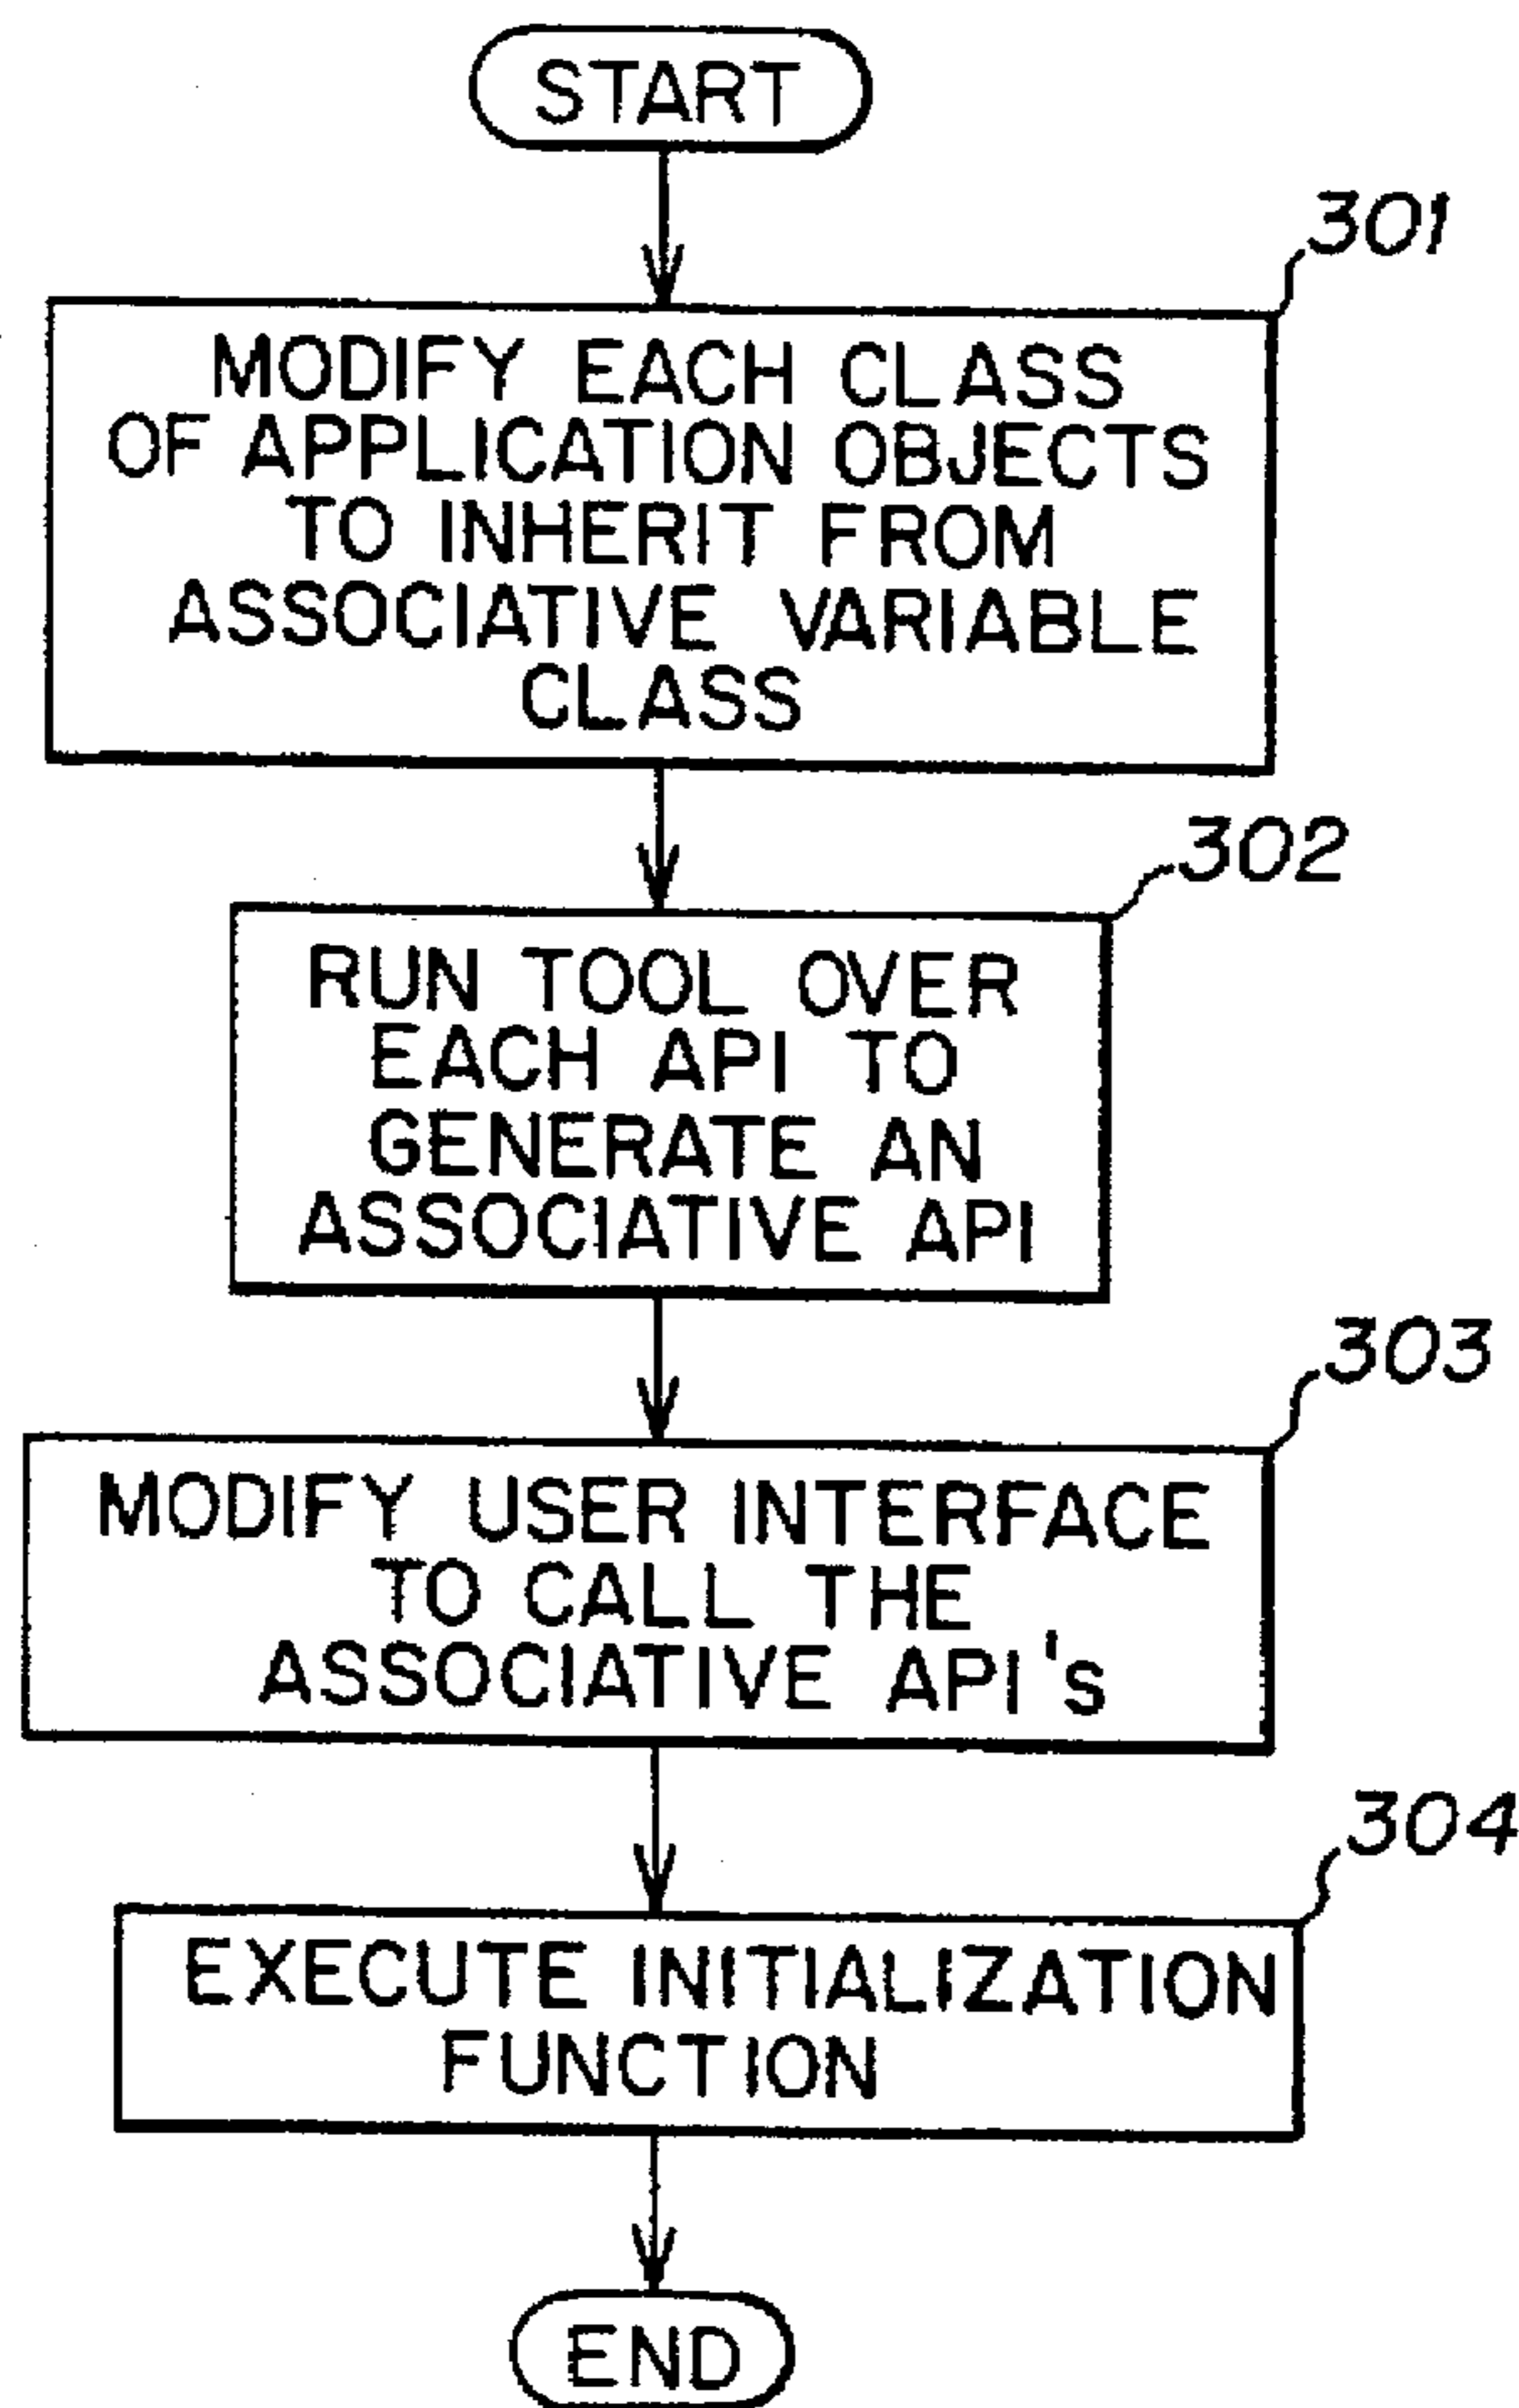 START
301
MODIFY EACH CLASS
OF APPLICATION OBJECTS
TO INHERIT FROM
ASSOCIATIVE VARIABLE
CLASS
302
RUN TOOL OVER
EACH API TO
GENERATE AN
ASSOCIATIVE API
303
MODIFY USER INTERFACE
TO CALL THE
ASSOCIATIVE API's
304
EXECUTE INITIALIZATION
FUNCTION
END